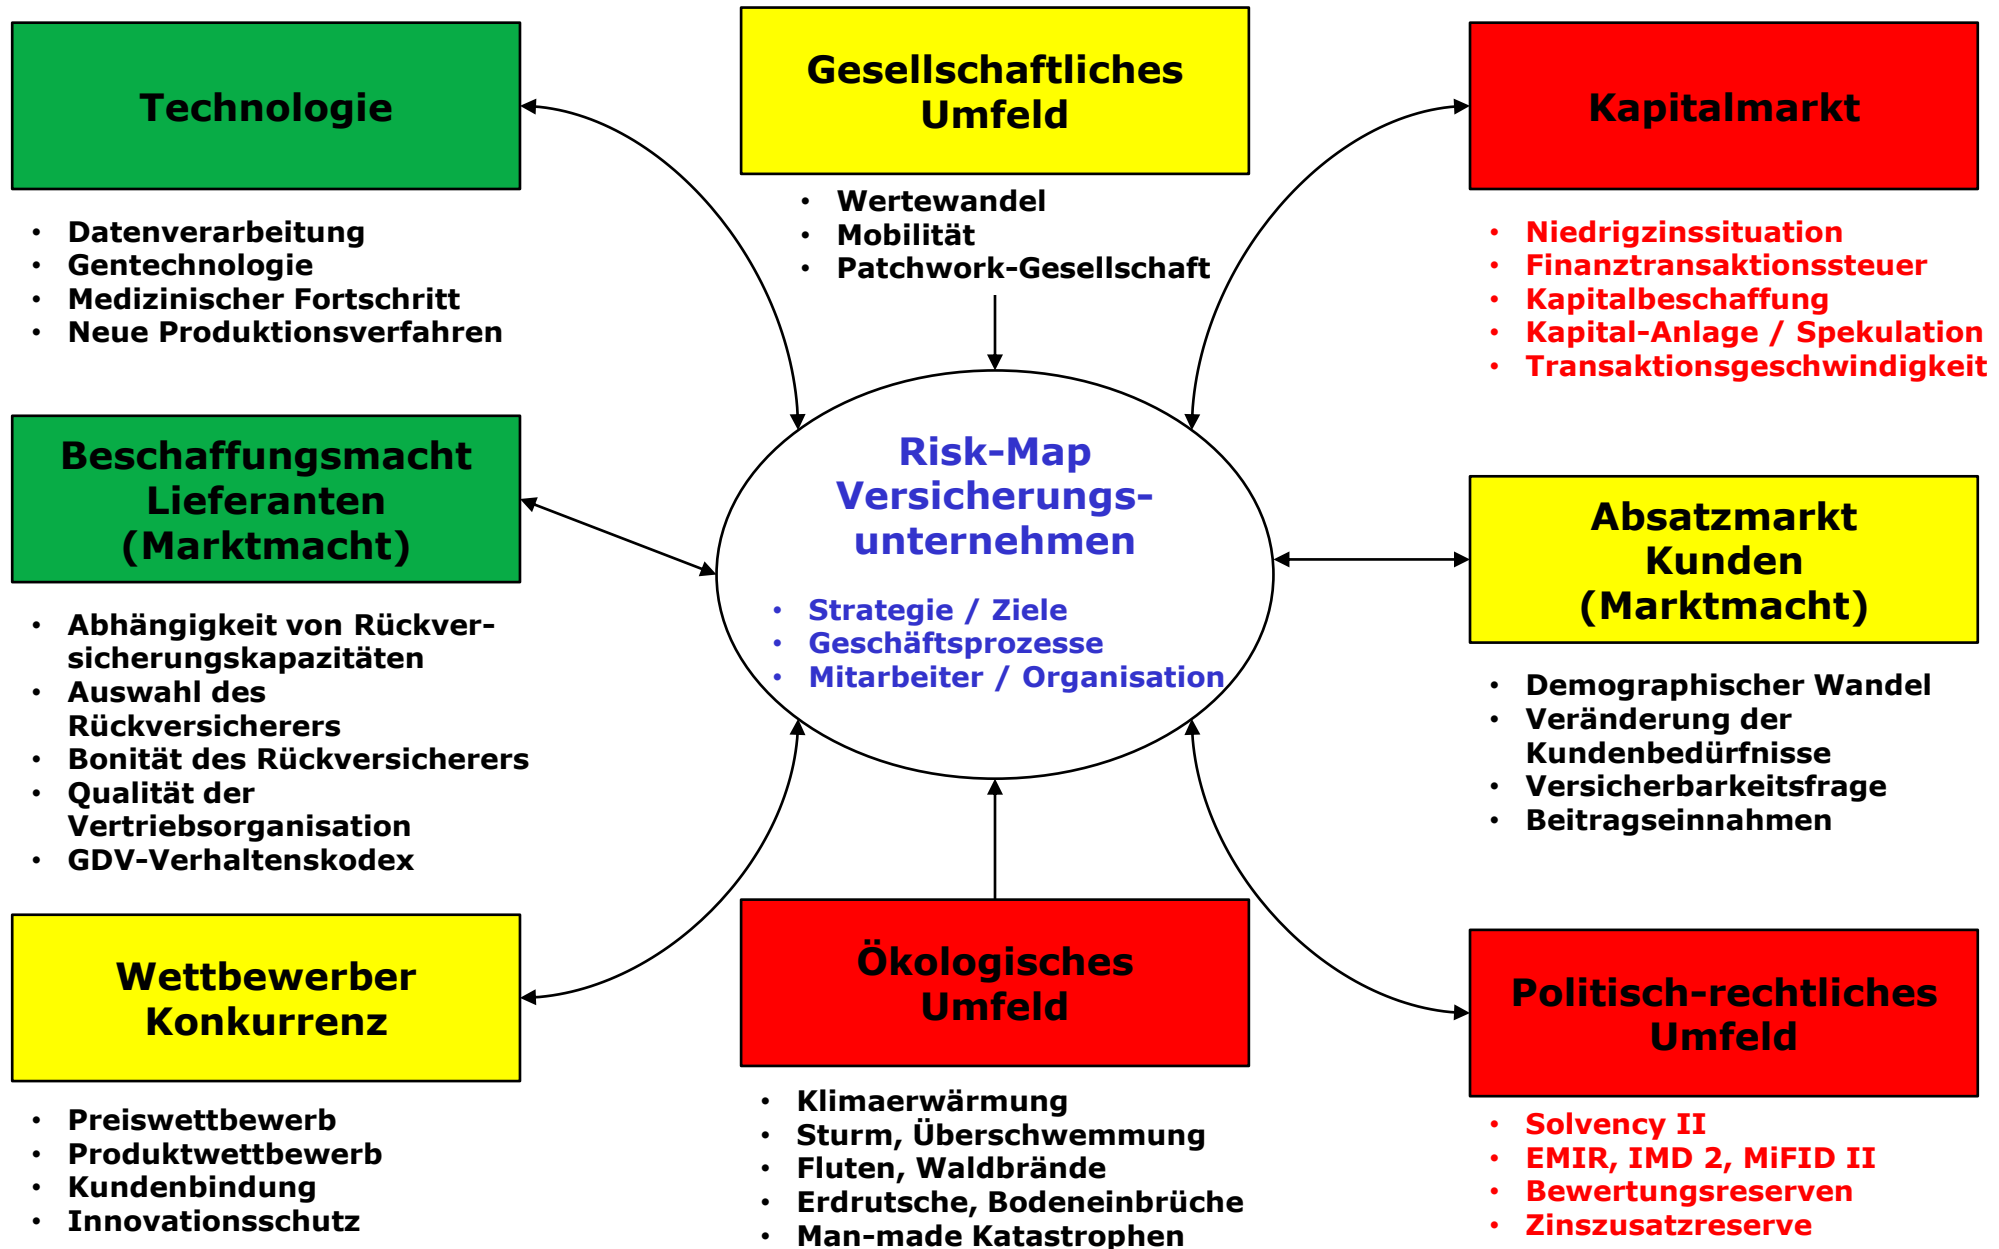 Technologie
• Datenverarbeitung
• Gentechnologie
• Medizinischer Fortschritt
• Neue Produktionsverfahren
Gesellschaftliches
Umfeld
• Wertewandel
• Mobilität
• Patchwork-Gesellschaft
Kapitalmarkt
• Niedrigzinssituation
• Finanztransaktionssteuer
• Kapitalbeschaffung
• Kapital-Anlage / Spekulation
• Transaktionsgeschwindigkeit
Beschaffungsmacht
Lieferanten
(Marktmacht)
• Abhängigkeit von Rückver-
sicherungskapazitäten
• Auswahl des
Rückversicherers
• Bonität des Rückversicherers
• Qualität der
Vertriebsorganisation
• GDV-Verhaltenskodex
Risk-Map
Versicherungs-
unternehmen
• Strategie / Ziele
• Geschäftsprozesse
• Mitarbeiter / Organisation
Absatzmarkt
Kunden
(Marktmacht)
• Demographischer Wandel
• Veränderung der
Kundenbedürfnisse
• Versicherbarkeitsfrage
• Beitragseinnahmen
Wettbewerber
Konkurrenz
• Preiswettbewerb
• Produktwettbewerb
• Kundenbindung
• Innovationsschutz
Ökologisches
Umfeld
• Klimaerwärmung
• Sturm, Überschwemmung
• Fluten, Waldbrände
• Erdrutsche, Bodeneinbrüche
• Man-made Katastrophen
Politisch-rechtliches
Umfeld
• Solvency II
• EMIR, IMD 2, MiFID II
• Bewertungsreserven
• Zinszusatzreserve